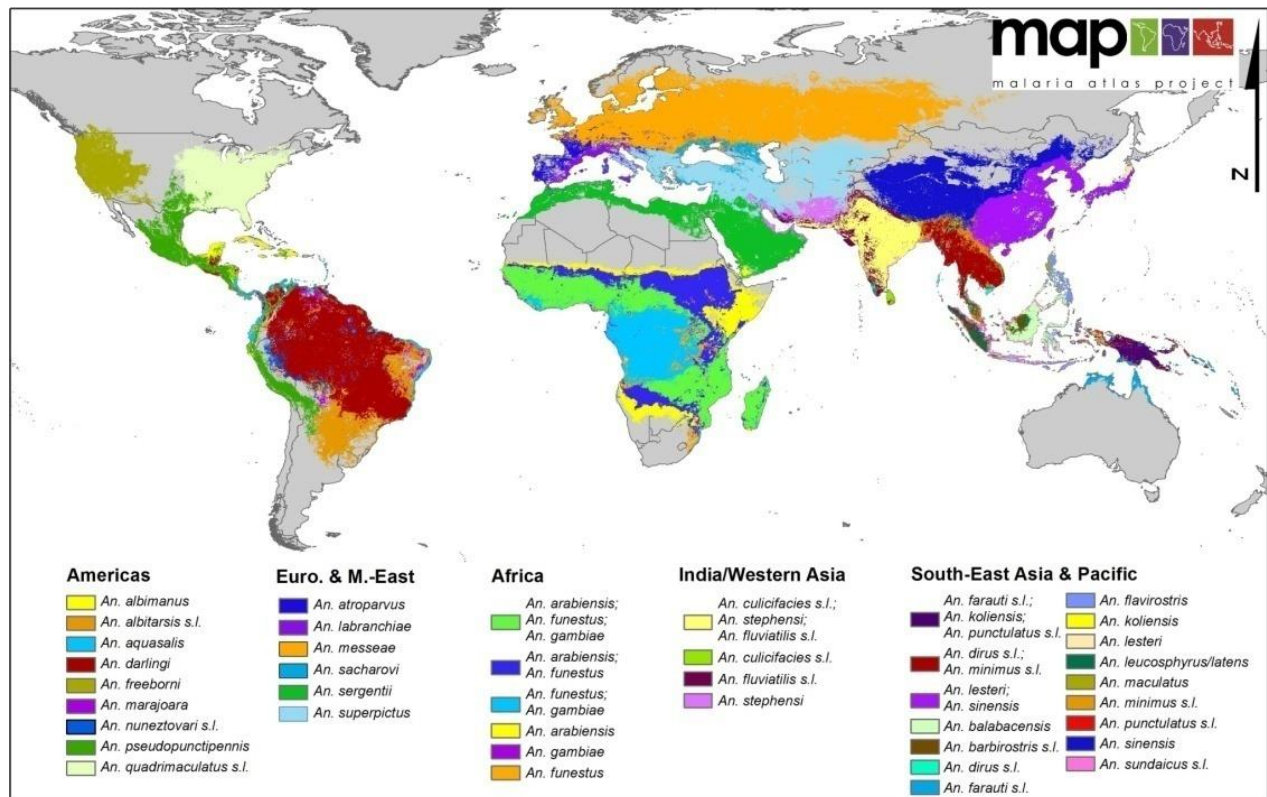 map
malaria atlas project
N
Americas
An. albimanus
An. albitarsis s.l.
An. aquasalis
An. darlingi
An. freeborni
An. marajoara
An. nuneztovari s.l.
An. pseudopunctipennis
An. quadrimaculatus s.l.
Euro. & M.-East
An. atroparvus
An. labranchiae
An. messeae
An. sacharovi
An. sergentii
An. superpictus
Africa
An. arabiensis;
An. funestus;
An. gambiae
An. arabiensis;
An. funestus
An. funestus;
An. gambiae
An. arabiensis
An. gambiae
An. funestus
India/Western Asia
An. culicifacies s.l.;
An. stephensi;
An. fluviatilis s.l.
An. culicifacies s.l.
An. fluviatilis s.l.
An. stephensi
South-East Asia & Pacific
An. farauti s.l.;
An. koliensis;
An. punctulatus s.l.
An. dirus s.l.;
An. minimus s.l.
An. lesteri;
An. sinensis
An. balabacensis
An. barbirostris s.l.
An. dirus s.l.
An. farauti s.l.
An. flavirostris
An. koliensis
An. lesteri
An. leucosphyrus/latens
An. maculatus
An. minimus s.l.
An. punctulatus s.l.
An. sinensis
An. sundaicus s.l.